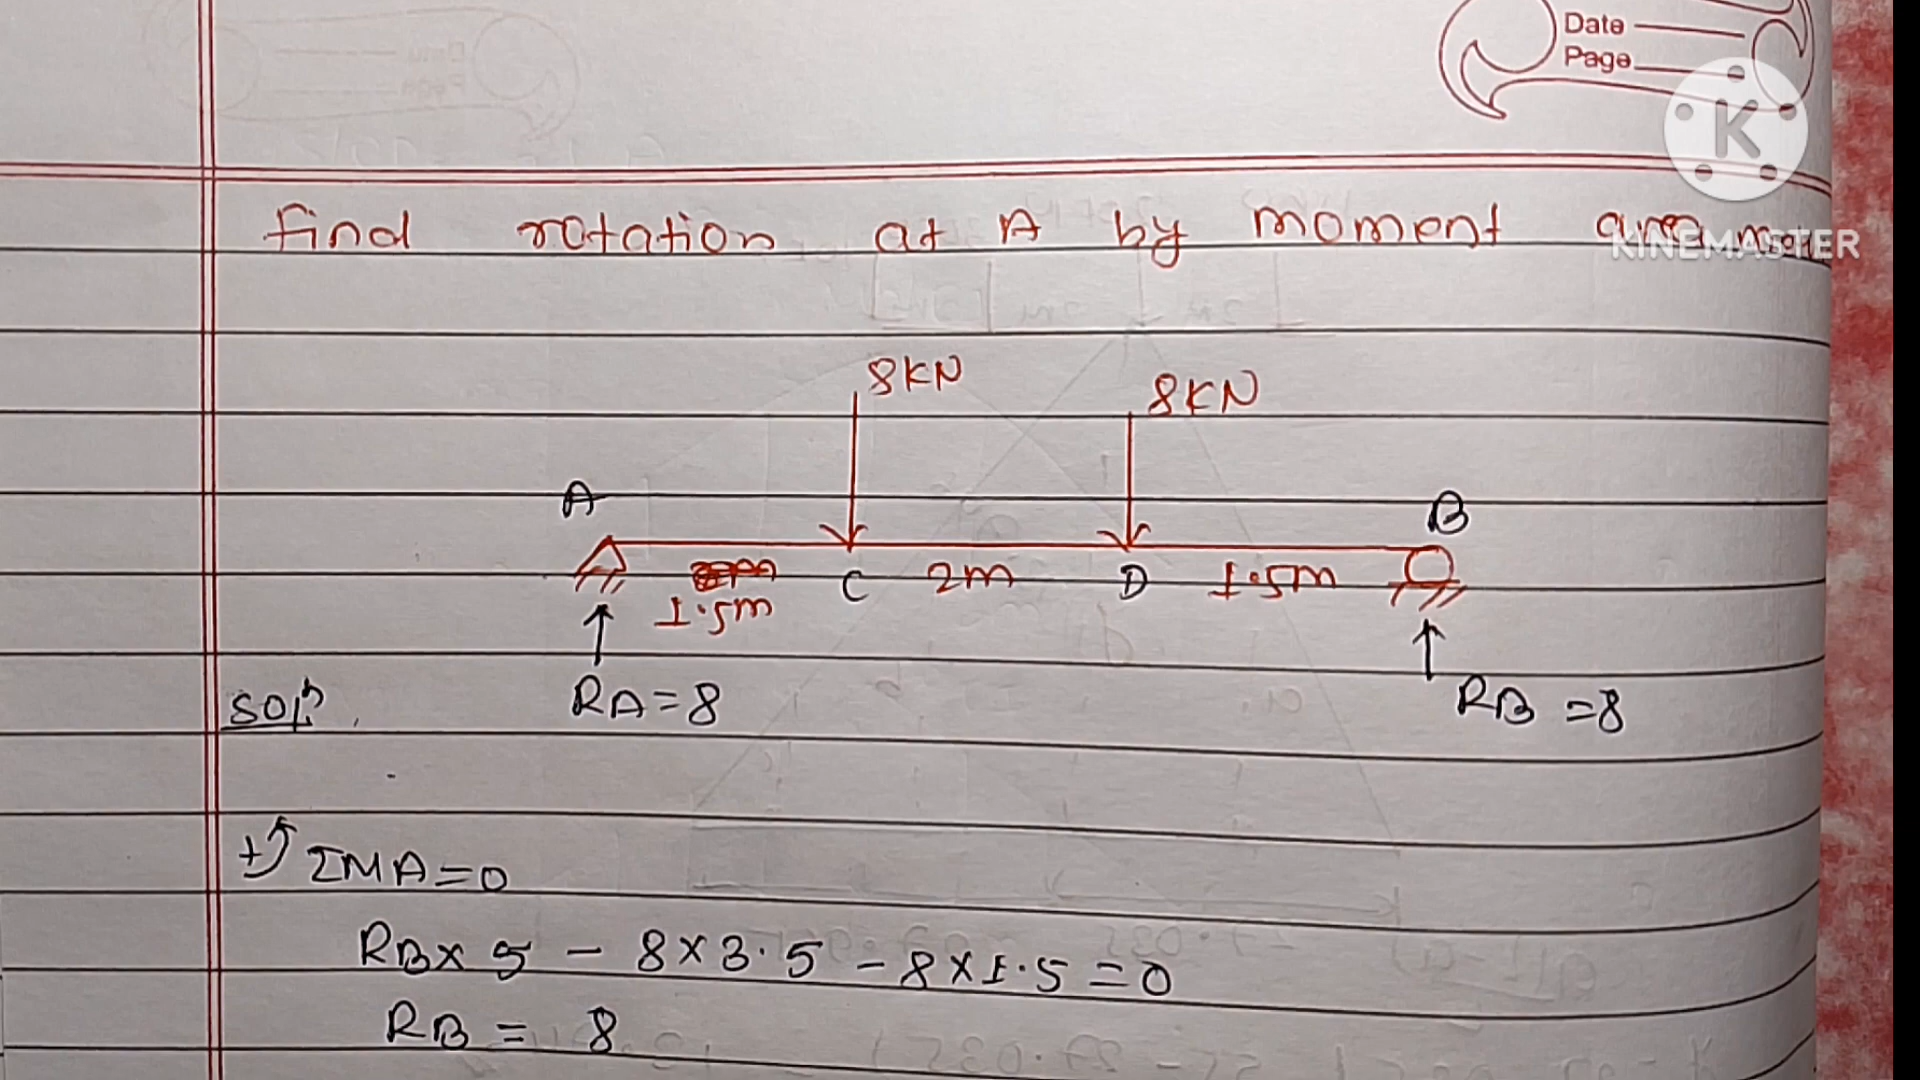 Date
Page
K
KINEMASTER
Find rotation at A by moment area
8KN
8KN
A
B
1.5m
C
2m
D
1.5m
RA=8
RB=8
Solⁿ.
+ ΣMA=0
RB×5 - 8×3.5 - 8×1.5=0
RB = 8